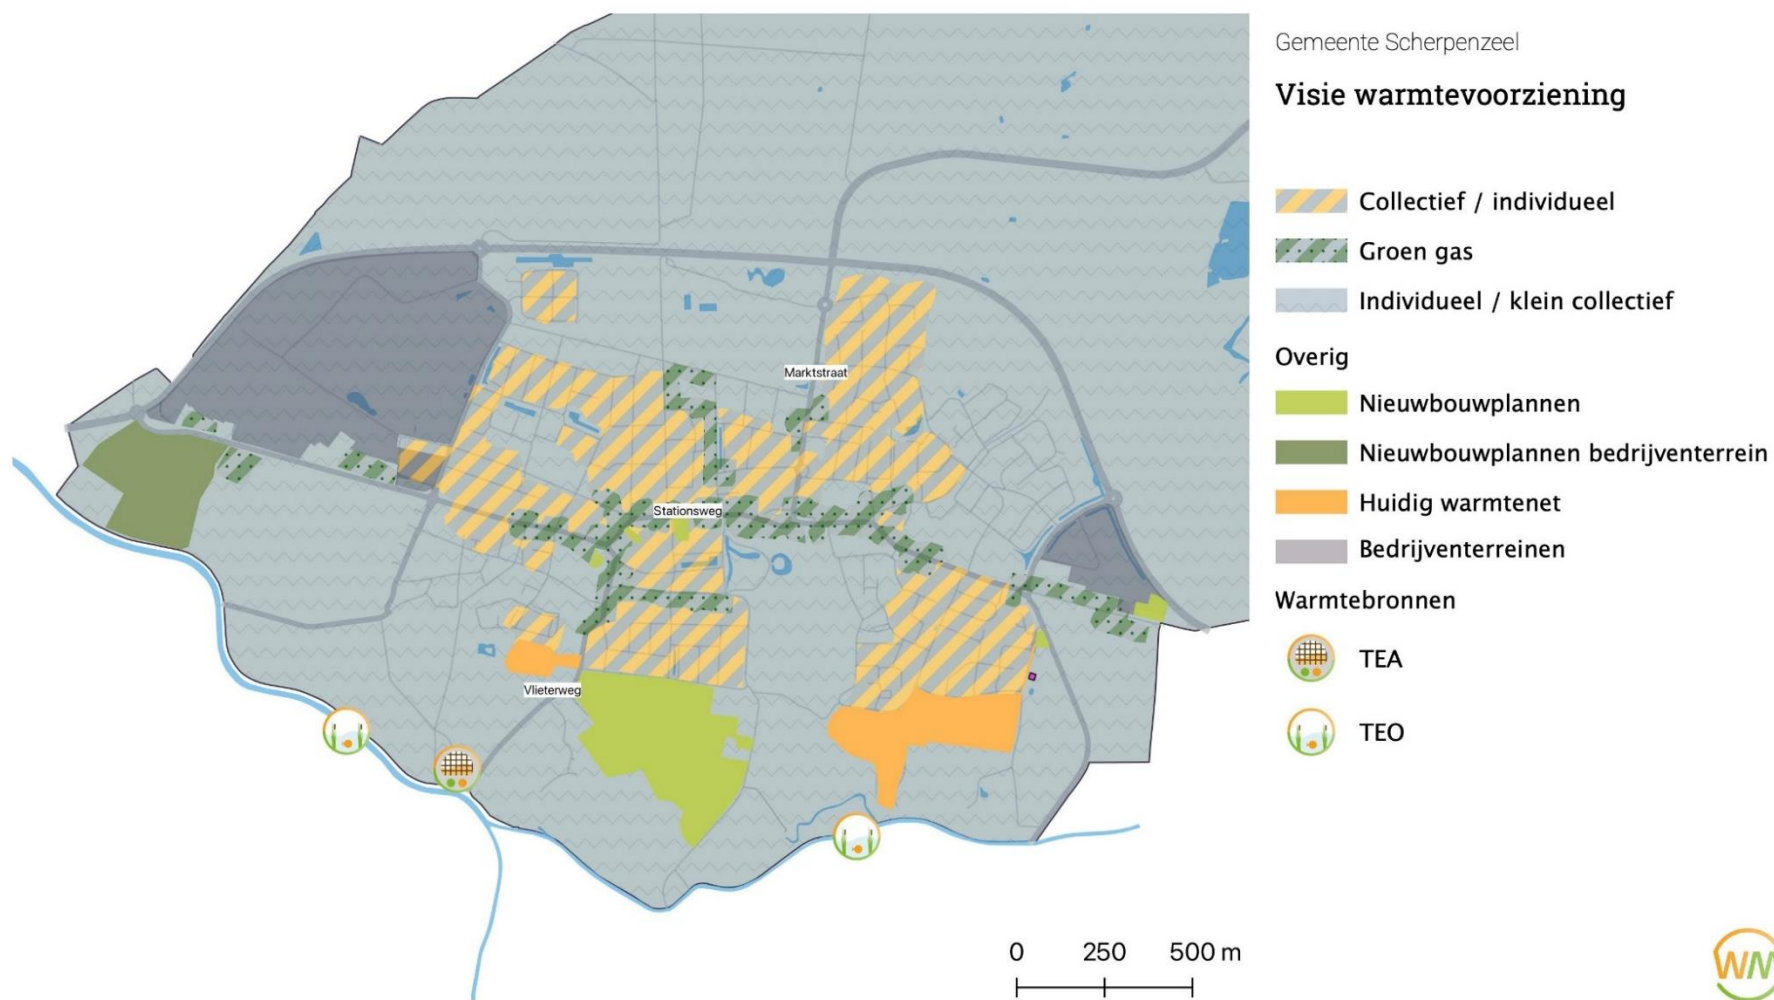 Gemeente Scherpenzeel
Visie warmtevoorziening
Collectief / individueel
Groen gas
Individueel / klein collectief
Overig
Nieuwbouwplannen
Nieuwbouwplannen bedrijventerrein
Huidig warmtenet
Bedrijventerreinen
Warmtebronnen
TEA
TEO
Marktstraat
Stationsweg
Vlieterweg
0 250 500 m
WN